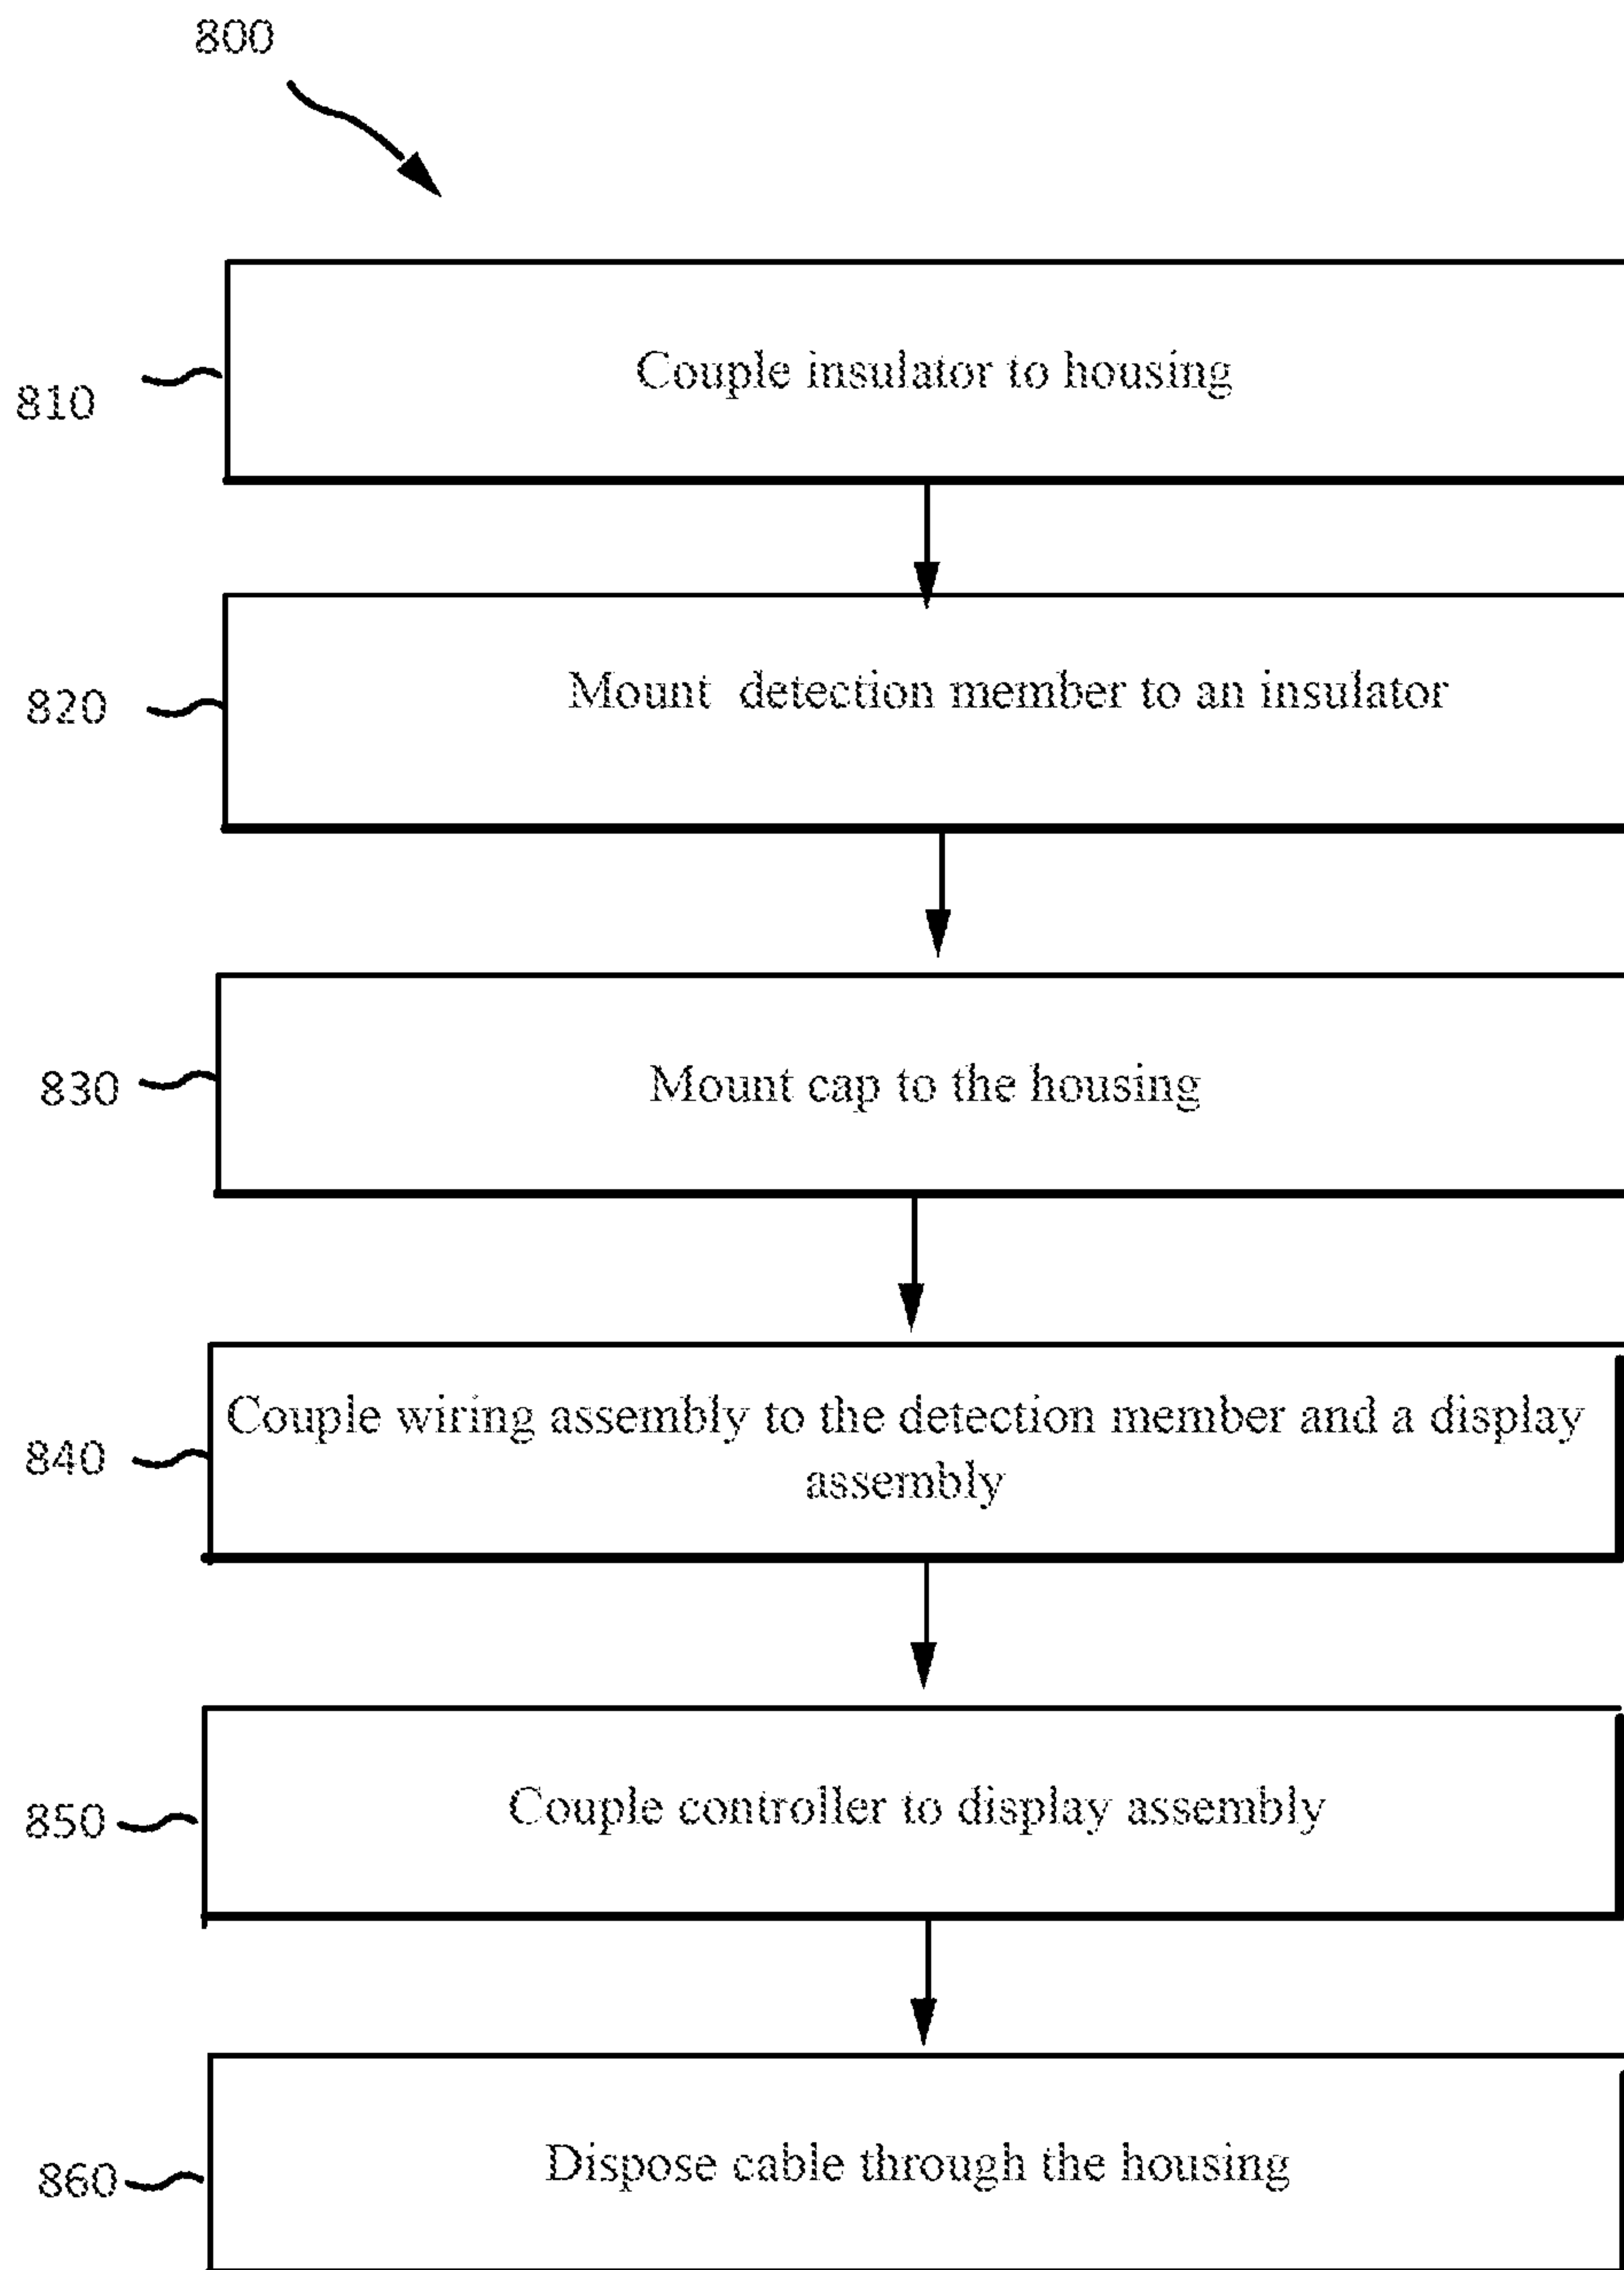 800
810
Couple insulator to housing
820
Mount detection member to an insulator
830
Mount cap to the housing
840
Couple wiring assembly to the detection member and a display
assembly
850
Couple controller to display assembly
860
Dispose cable through the housing